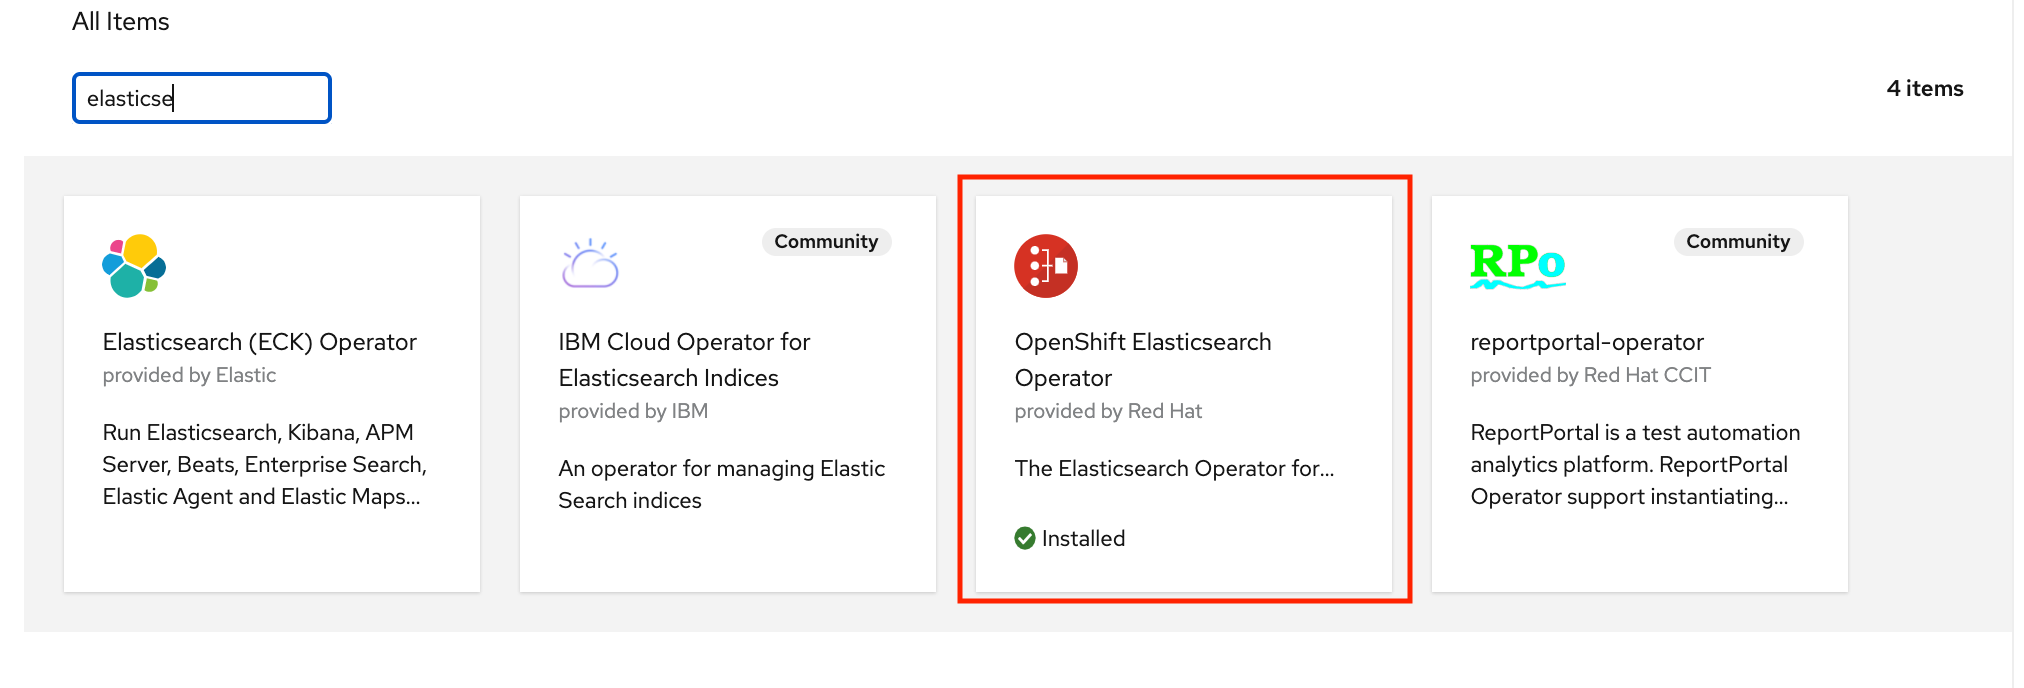 All Items
elasticse
4 items
Elasticsearch (ECK) Operator
provided by Elastic
Run Elasticsearch, Kibana, APM
Server, Beats, Enterprise Search,
Elastic Agent and Elastic Maps...
Community
IBM Cloud Operator for
Elasticsearch Indices
provided by IBM
An operator for managing Elastic
Search indices
OpenShift Elasticsearch
Operator
provided by Red Hat
The Elasticsearch Operator for...
Installed
RPo
Community
reportportal-operator
provided by Red Hat CCIT
ReportPortal is a test automation
analytics platform. ReportPortal
Operator support instantiating...